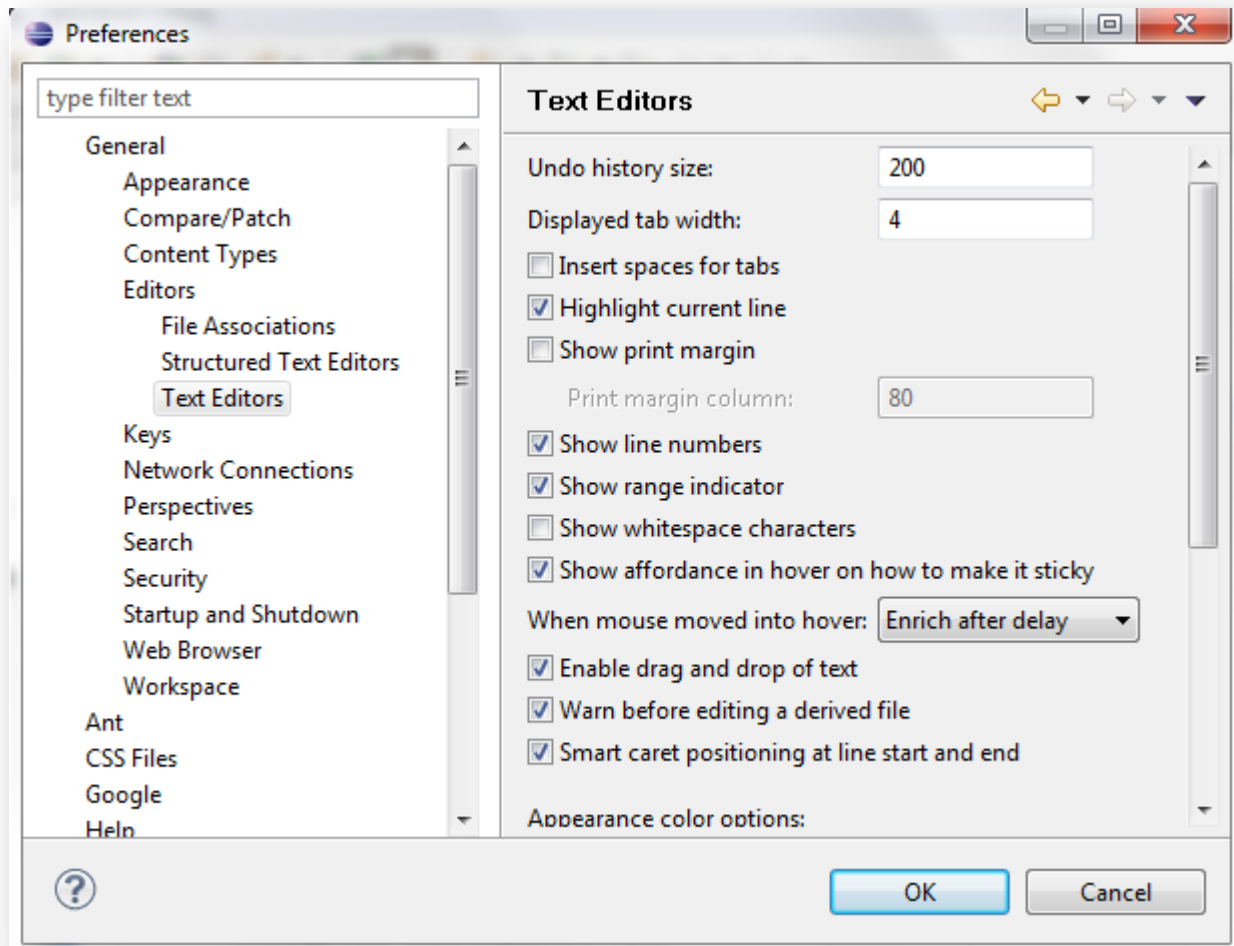 Preferences
type filter text
General
Appearance
Compare/Patch
Content Types
Editors
File Associations
Structured Text Editors
Text Editors
Keys
Network Connections
Perspectives
Search
Security
Startup and Shutdown
Web Browser
Workspace
Ant
CSS Files
Google
Help
Text Editors
Undo history size: 200
Displayed tab width: 4
Insert spaces for tabs
Highlight current line
Show print margin
Print margin column: 80
Show line numbers
Show range indicator
Show whitespace characters
Show affordance in hover on how to make it sticky
When mouse moved into hover: Enrich after delay
Enable drag and drop of text
Warn before editing a derived file
Smart caret positioning at line start and end
Appearance color options:
?
OK Cancel